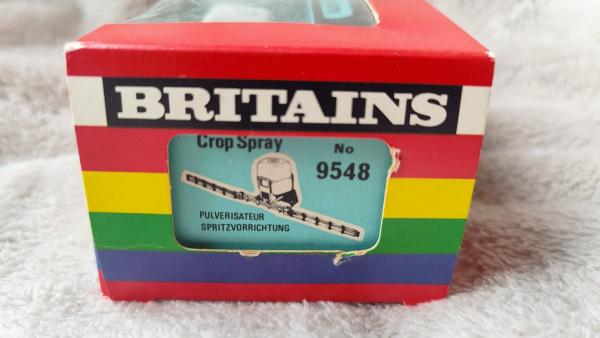 BRITAINS
Crop Spray
No
9548
PULVERISATEUR
SPRITZVORRICHTUNG